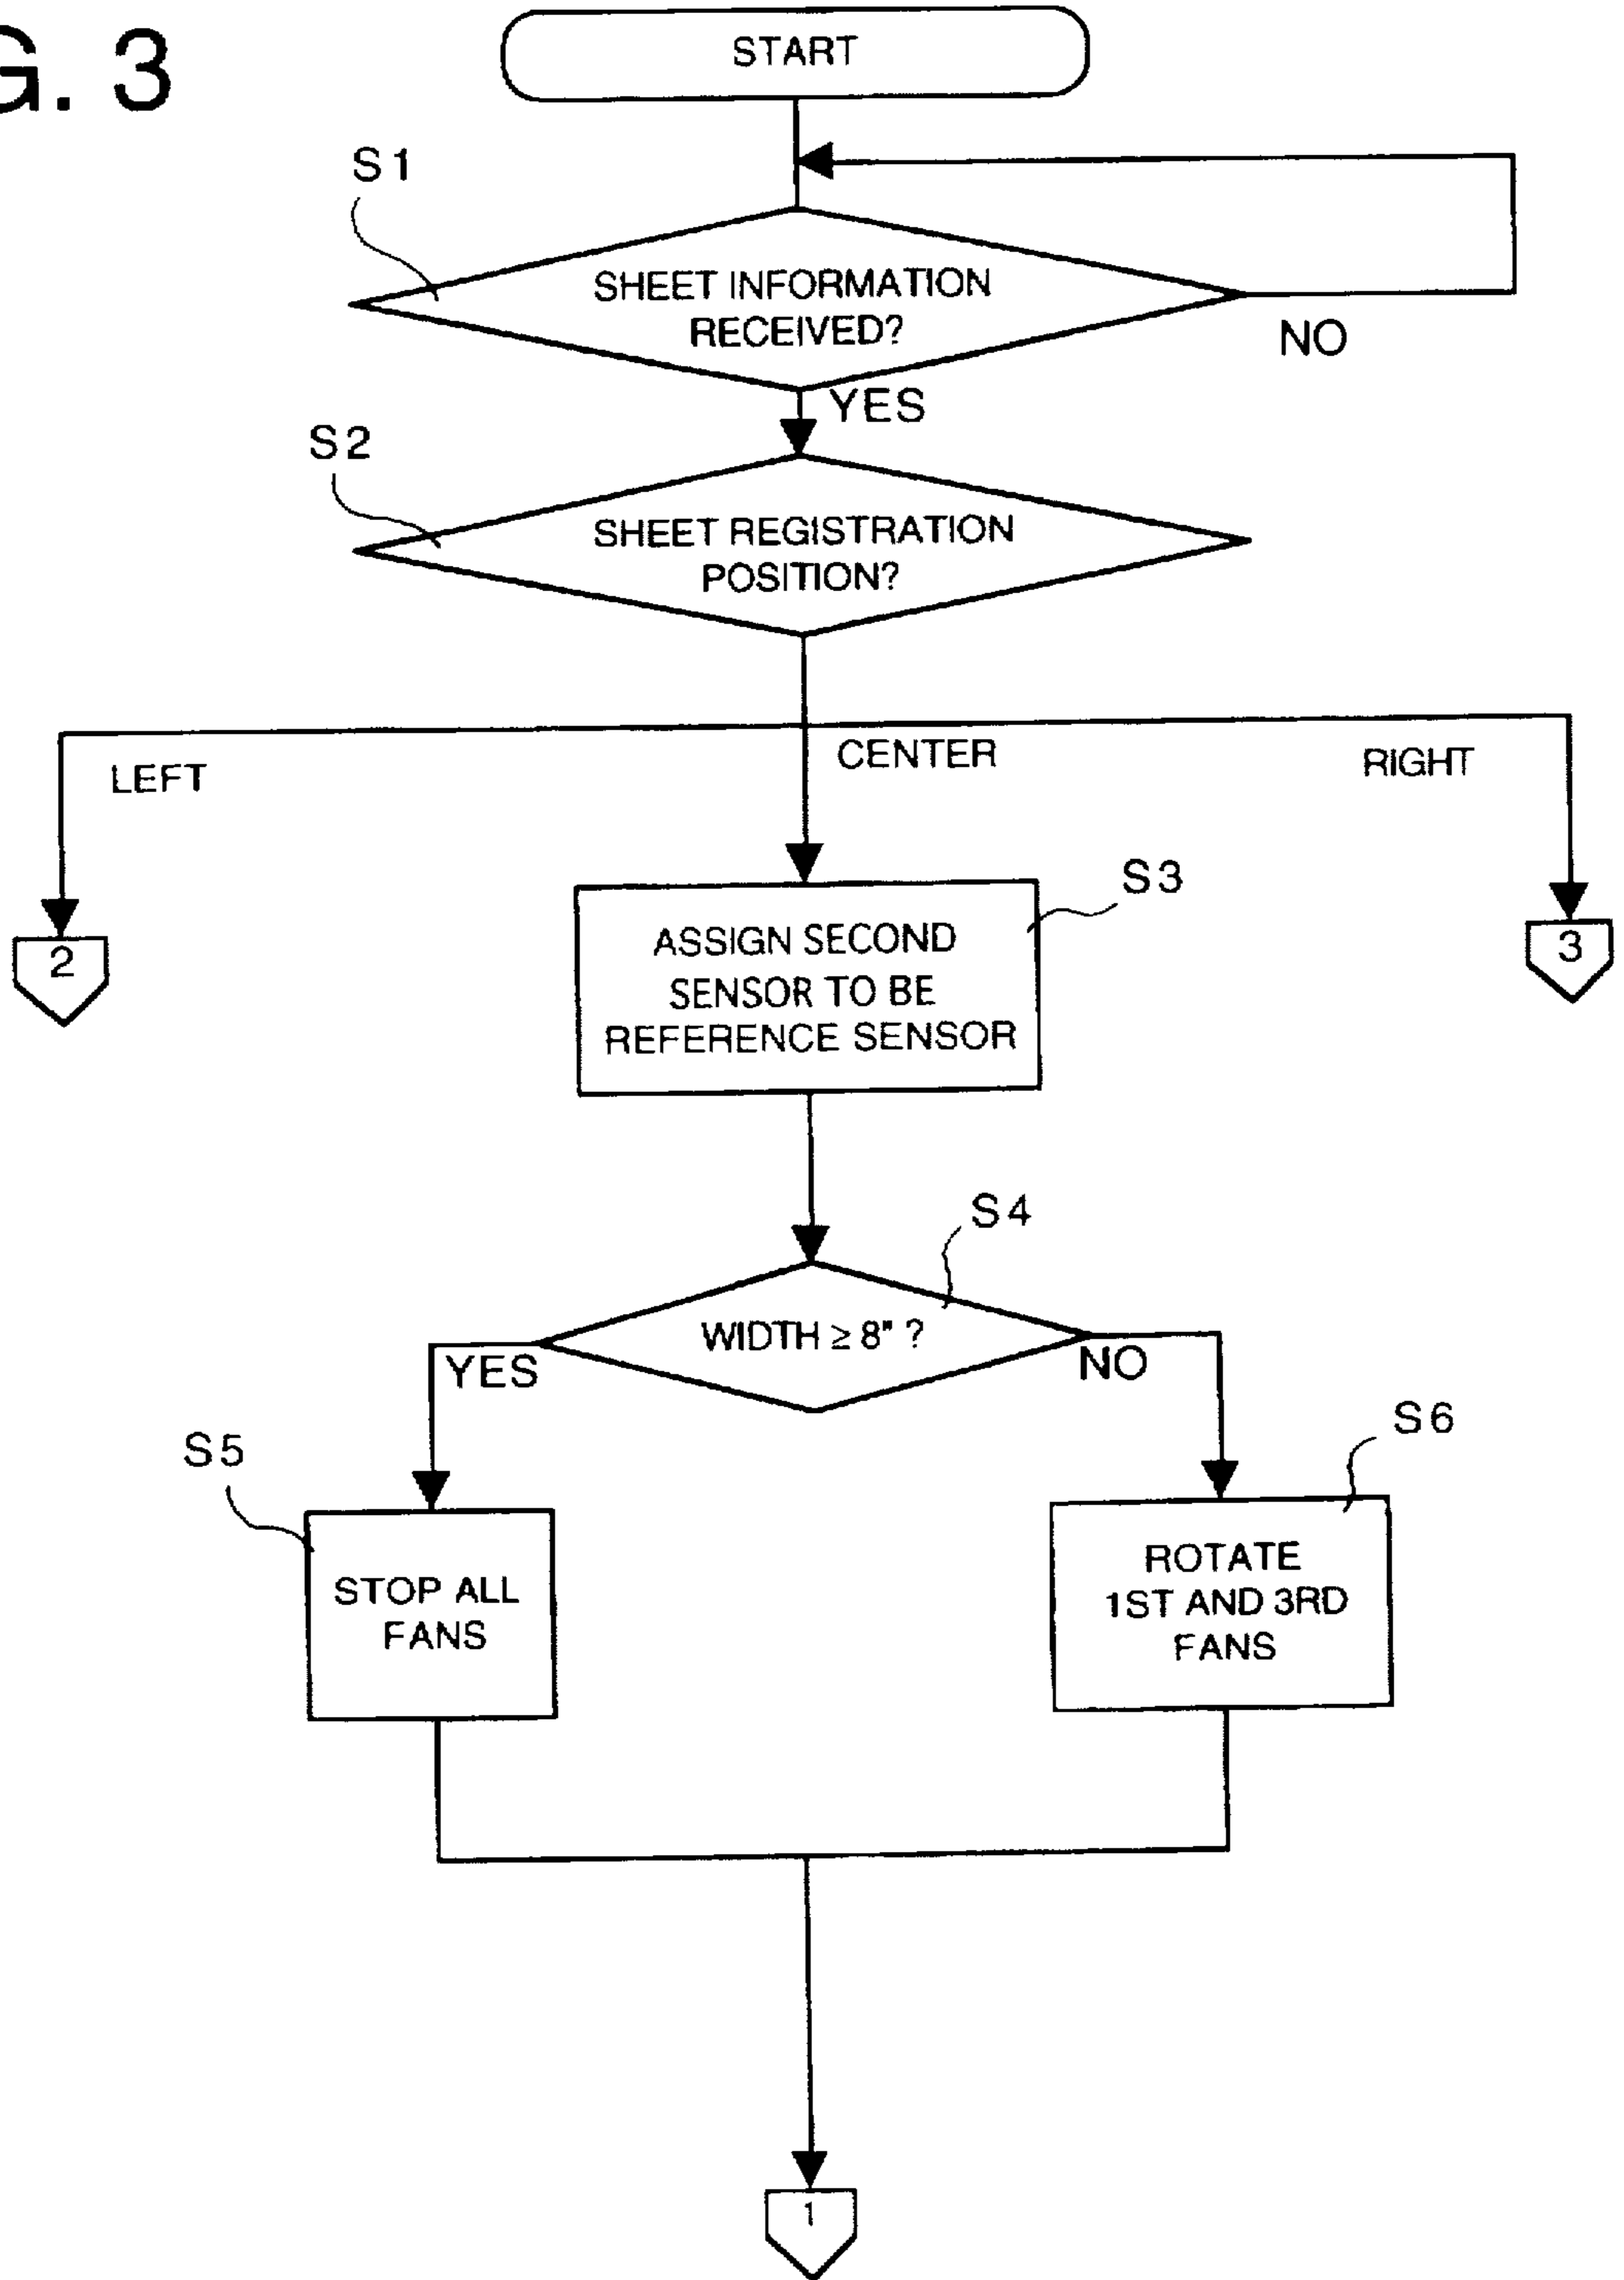 G. 3
START
S1
SHEET INFORMATION
RECEIVED?
NO
YES
S2
SHEET REGISTRATION
POSITION?
LEFT
CENTER
RIGHT
2
3
S3
ASSIGN SECOND
SENSOR TO BE
REFERENCE SENSOR
S4
WIDTH ≥ 8" ?
YES
NO
S5
S6
STOP ALL
FANS
ROTATE
1ST AND 3RD
FANS
1